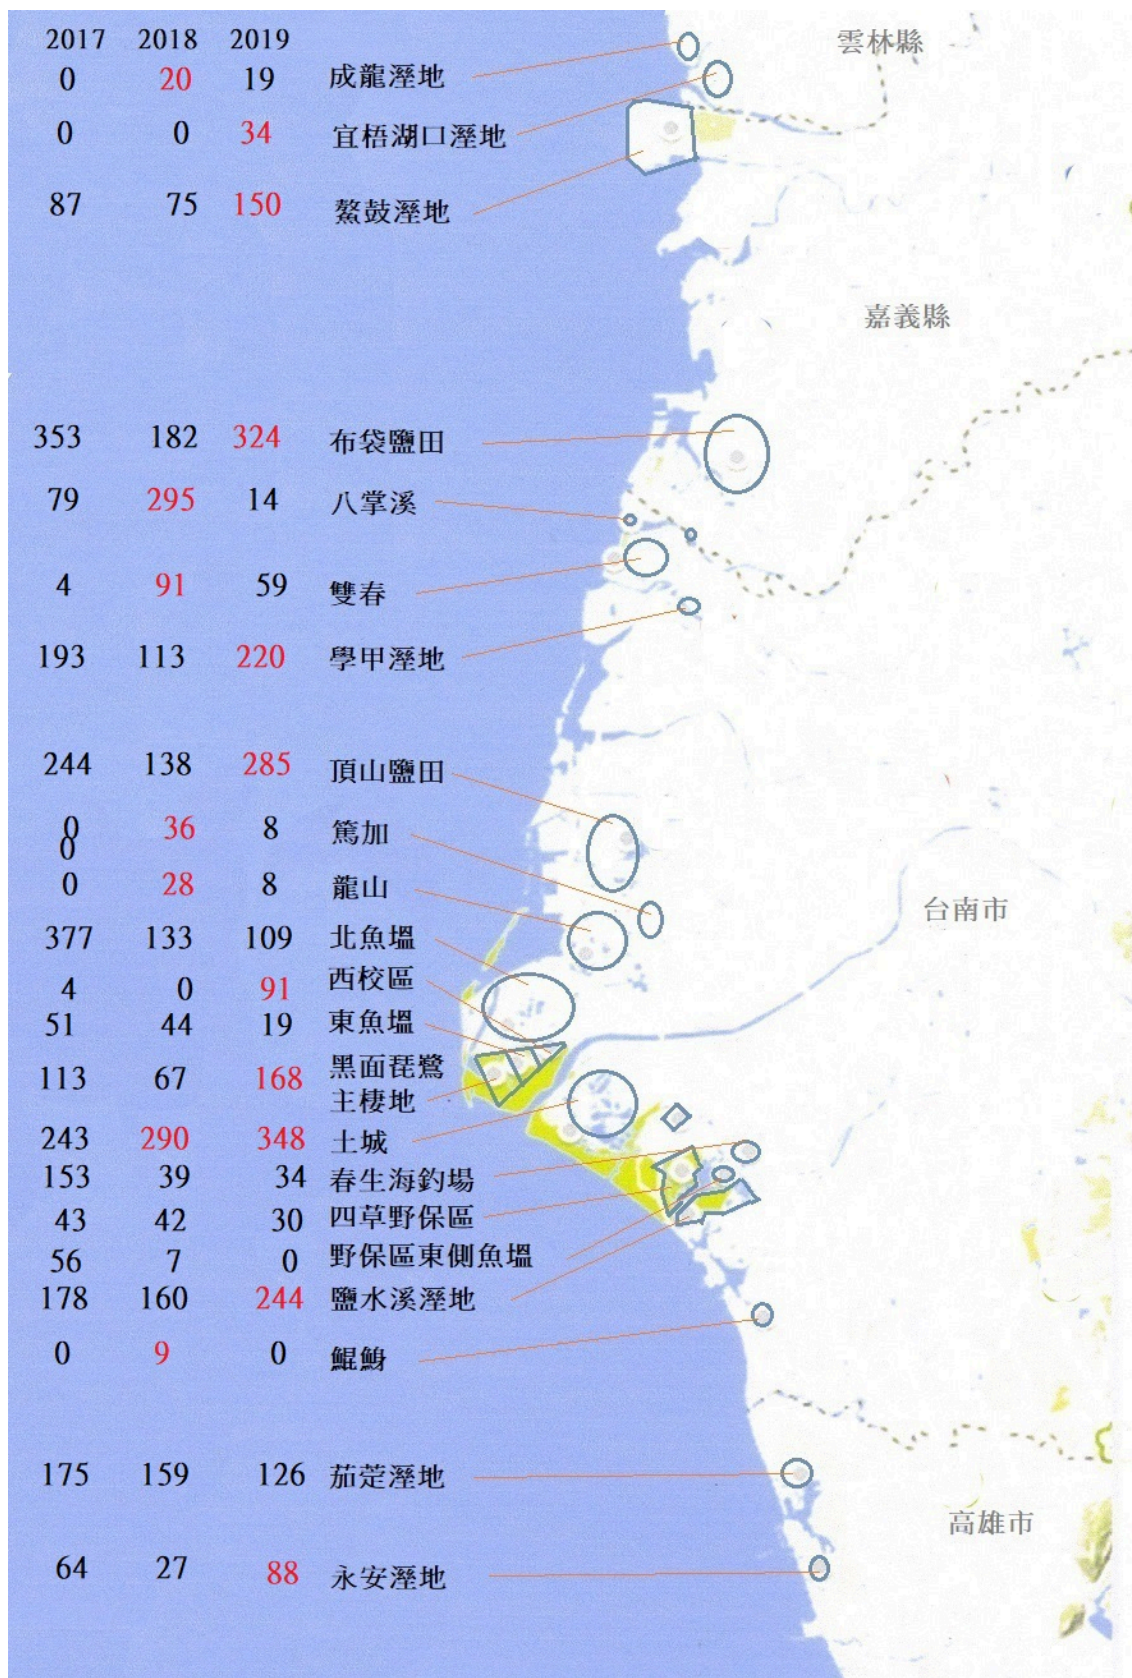 2017 2018 2019
雲林縣
0 20 19 成龍溼地
0 0 34 宜梧湖口溼地
87 75 150 鰲鼓溼地
嘉義縣
353 182 324 布袋鹽田
79 295 14 八掌溪
4 91 59 雙春
193 113 220 學甲溼地
244 138 285 頂山鹽田
0 36 8 篤加
0
0 28 8 龍山
台南市
377 133 109 北魚塭
4 0 91 西校區
51 44 19 東魚塭
113 67 168 黑面琵鷺
主棲地
243 290 348 土城
153 39 34 春生海釣場
43 42 30 四草野保區
56 7 0 野保區東側魚塭
178 160 244 鹽水溪溼地
0 9 0 鯤鯓
175 159 126 茄萣溼地
高雄市
64 27 88 永安溼地